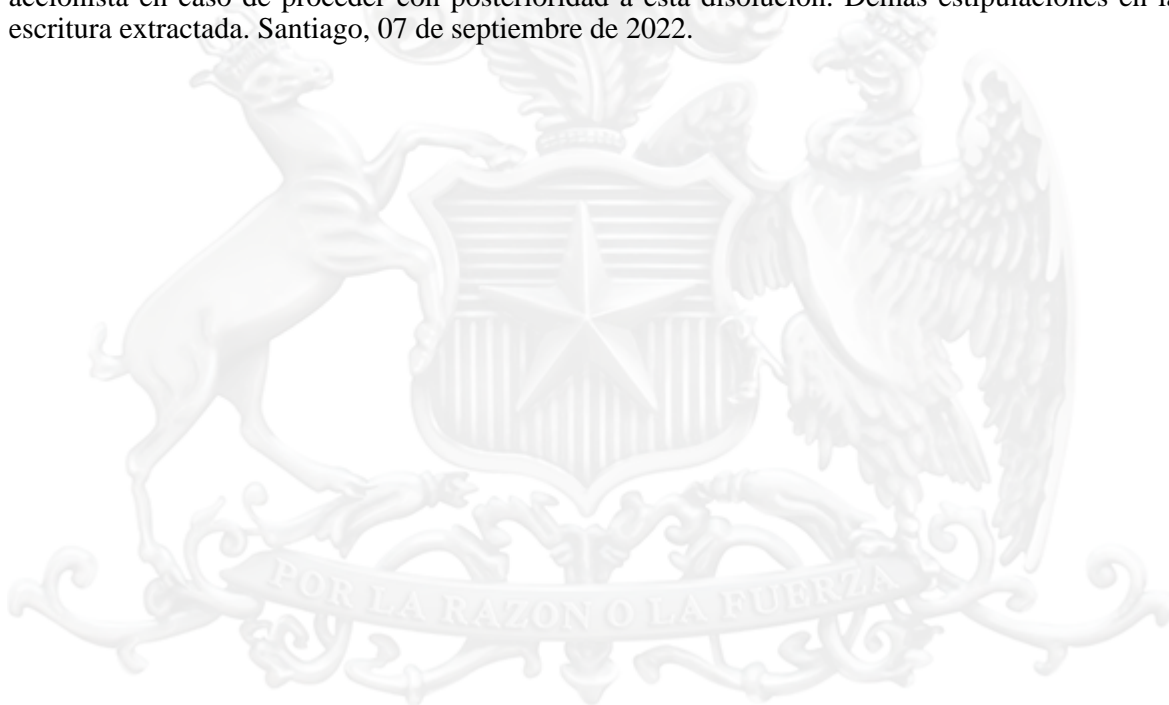 accionista en caso de proceder con posterioridad a esta disolución. Demás estipulaciones en la
escritura extractada. Santiago, 07 de septiembre de 2022.
POR LA RAZON O LA FUERZA